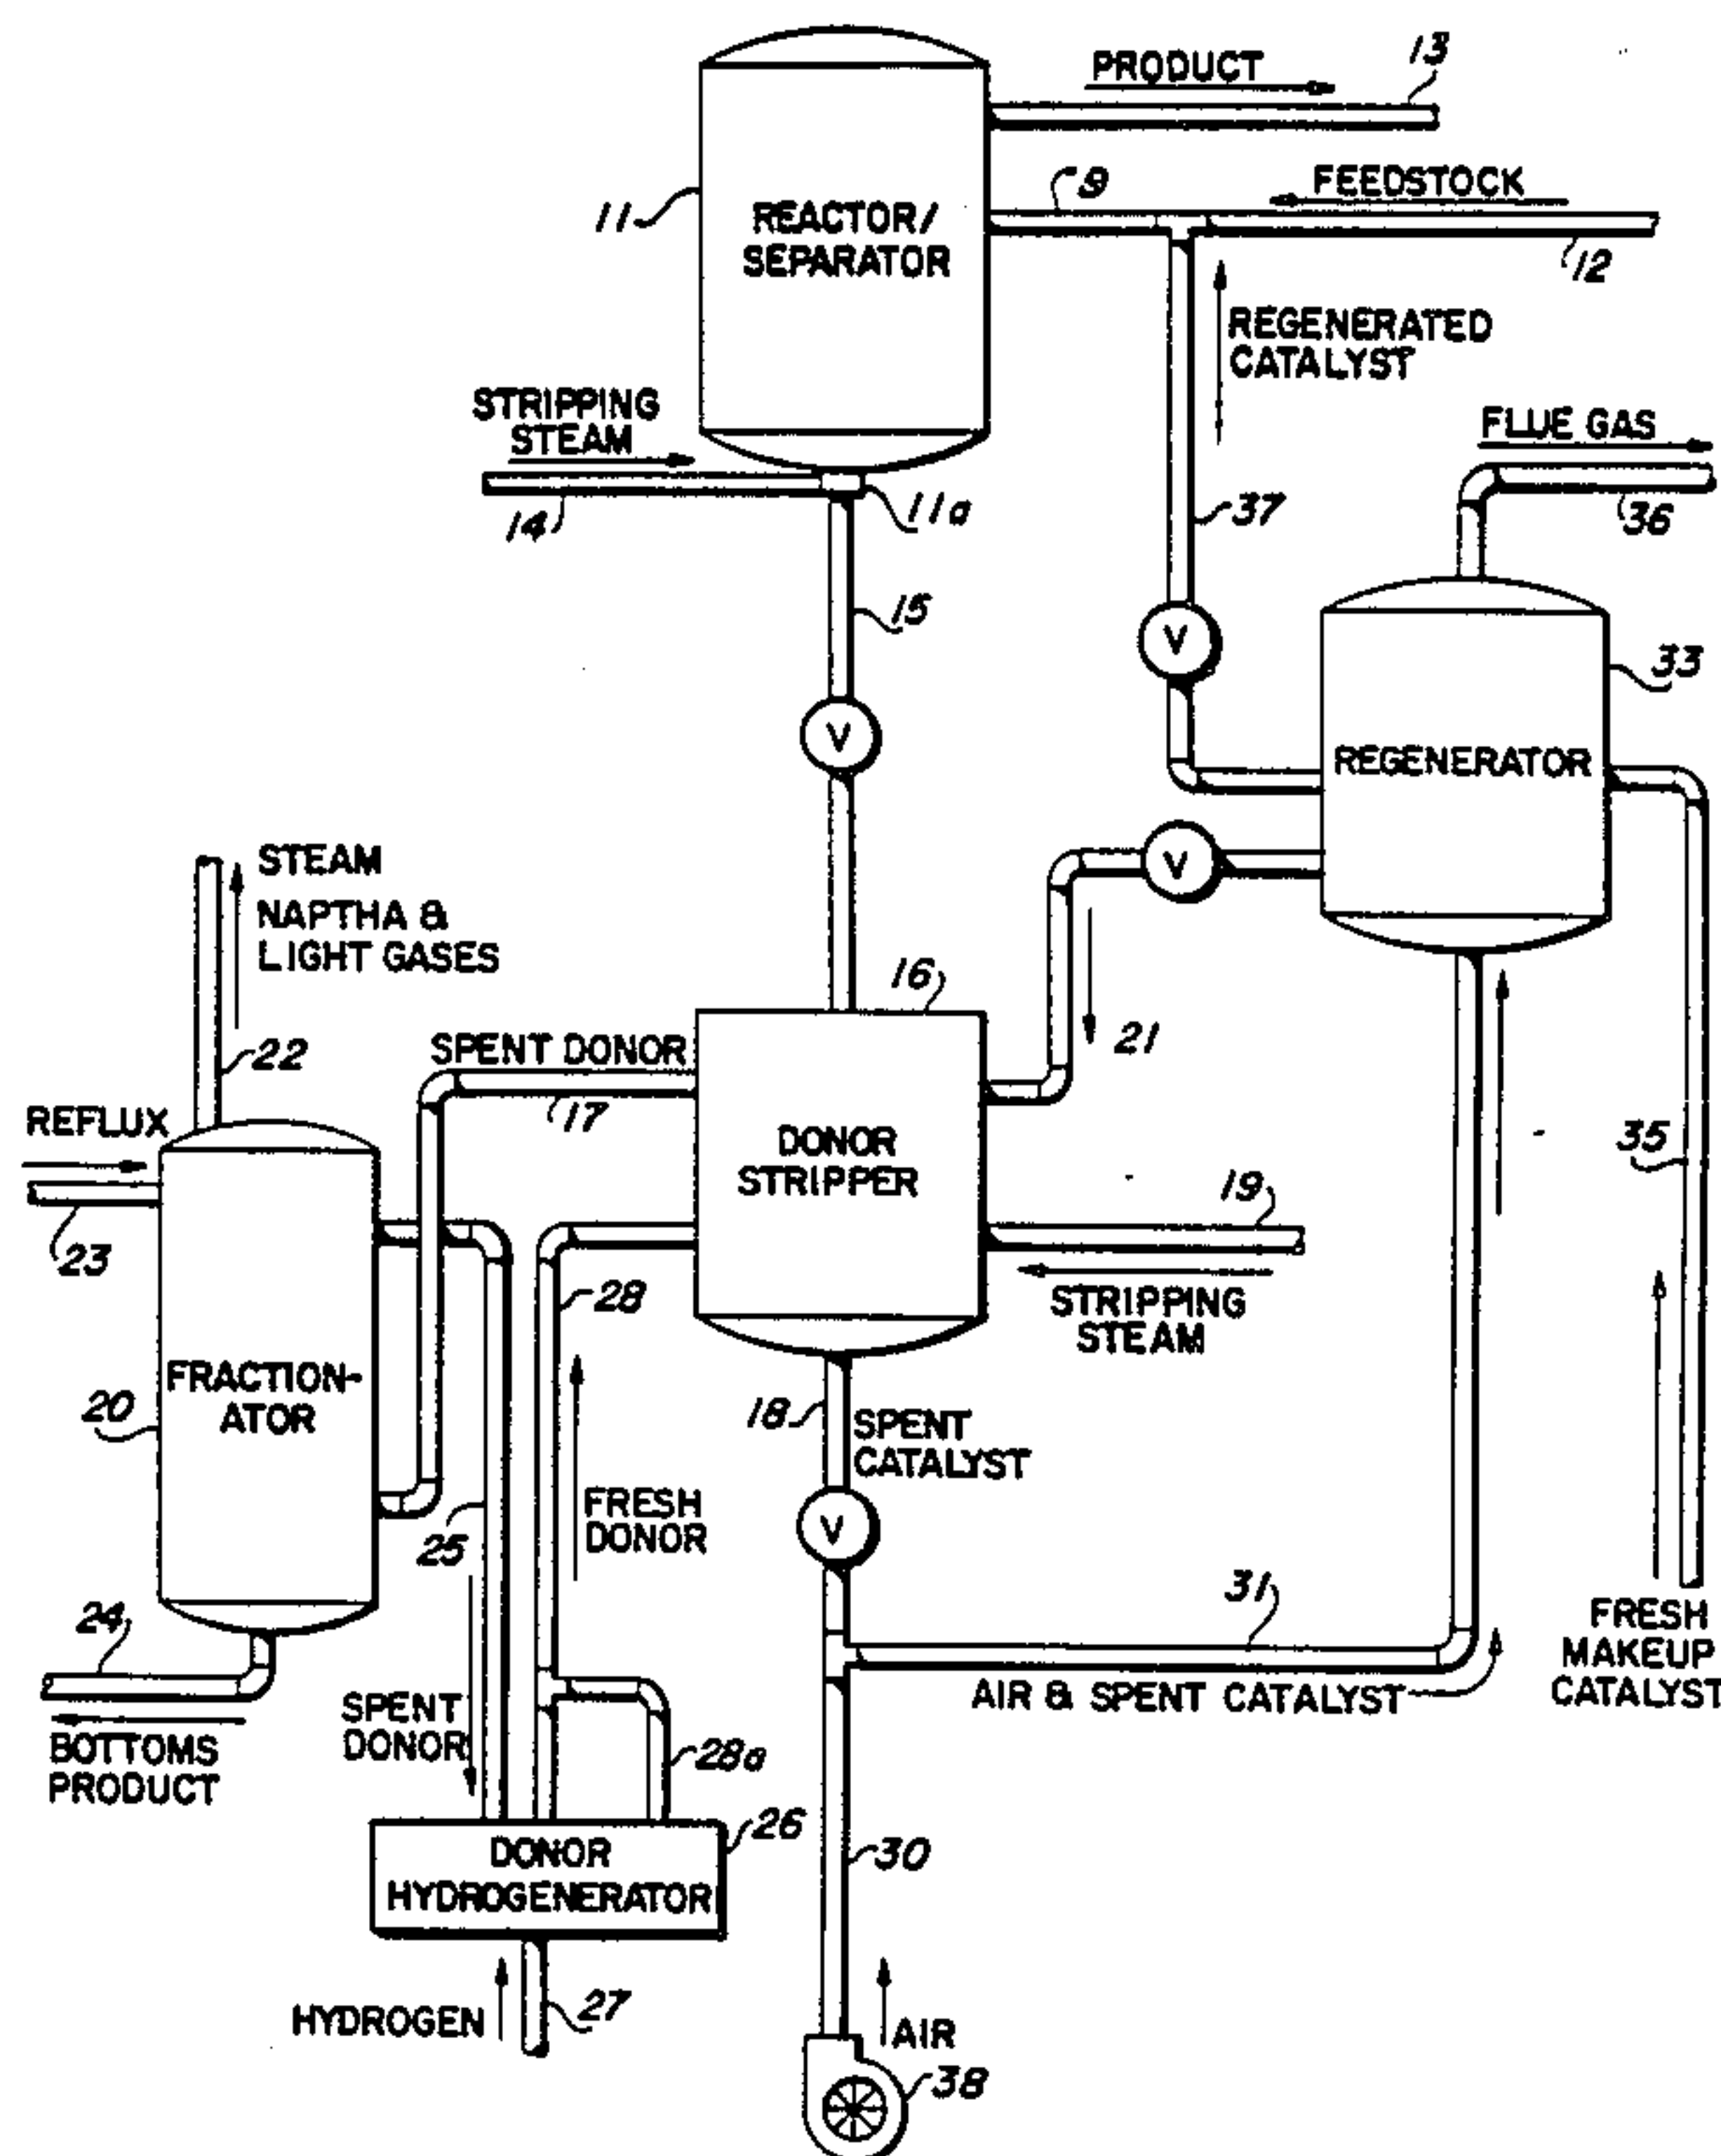 PRODUCT
13
9
FEEDSTOCK
11
REACTOR/
SEPARATOR
12
REGENERATED
CATALYST
STRIPPING
STEAM
FLUE GAS
14
11a
37
36
15
V
33
V
REGENERATOR
STEAM
NAPTHA &
LIGHT GASES
V
16
22
SPENT DONOR
21
REFLUX
17
DONOR
STRIPPER
35
19
23
28
STRIPPING
STEAM
FRACTION-
ATOR
20
18
SPENT
CATALYST
25
FRESH
DONOR
V
24
31
FRESH
MAKEUP
CATALYST
AIR & SPENT CATALYST
SPENT
DONOR
BOTTOMS
PRODUCT
28a
26
DONOR
HYDROGENERATOR
30
HYDROGEN
27
AIR
38